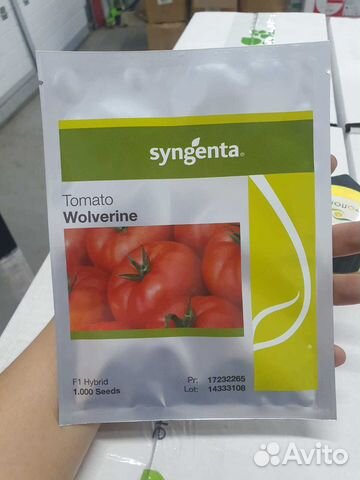 syngenta®
Tomato
Wolverine
F1 Hybrid
1.000 Seeds
Pr: 17232265
Lot: 14333108
Avito